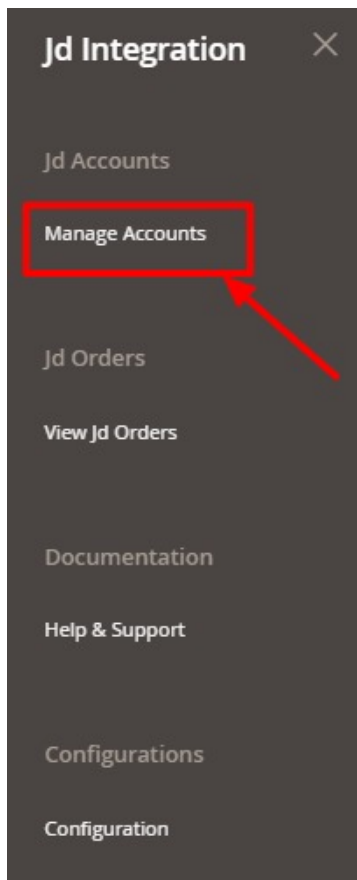 Jd Integration
Jd Accounts
Manage Accounts
Jd Orders
View Jd Orders
Documentation
Help & Support
Configurations
Configuration